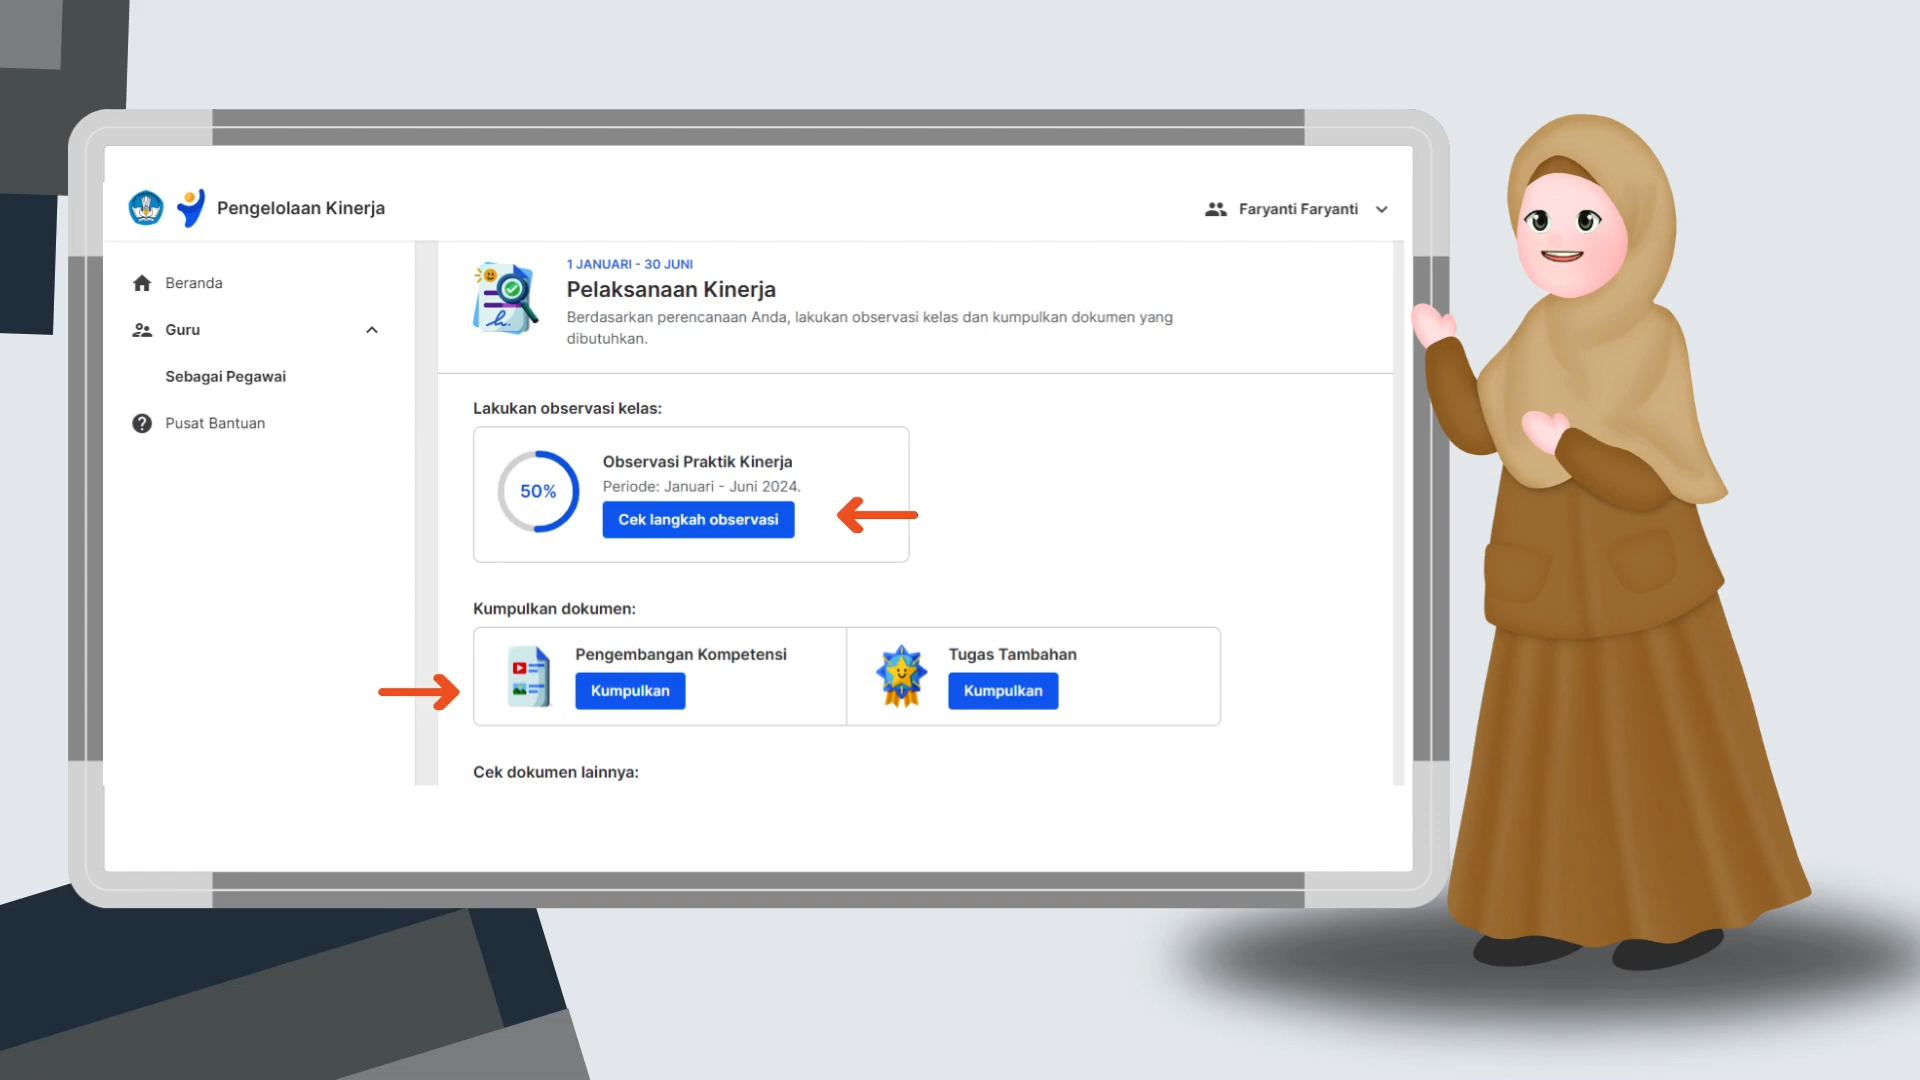 Pengelolaan Kinerja
Faryanti Faryanti
Beranda
Guru
Sebagai Pegawai
Pusat Bantuan
1 JANUARI - 30 JUNI
Pelaksanaan Kinerja
Berdasarkan perencanaan Anda, lakukan observasi kelas dan kumpulkan dokumen yang
dibutuhkan.
Lakukan observasi kelas:
50%
Observasi Praktik Kinerja
Periode: Januari - Juni 2024.
Cek langkah observasi
Kumpulkan dokumen:
Pengembangan Kompetensi
Kumpulkan
Tugas Tambahan
Kumpulkan
Cek dokumen lainnya: